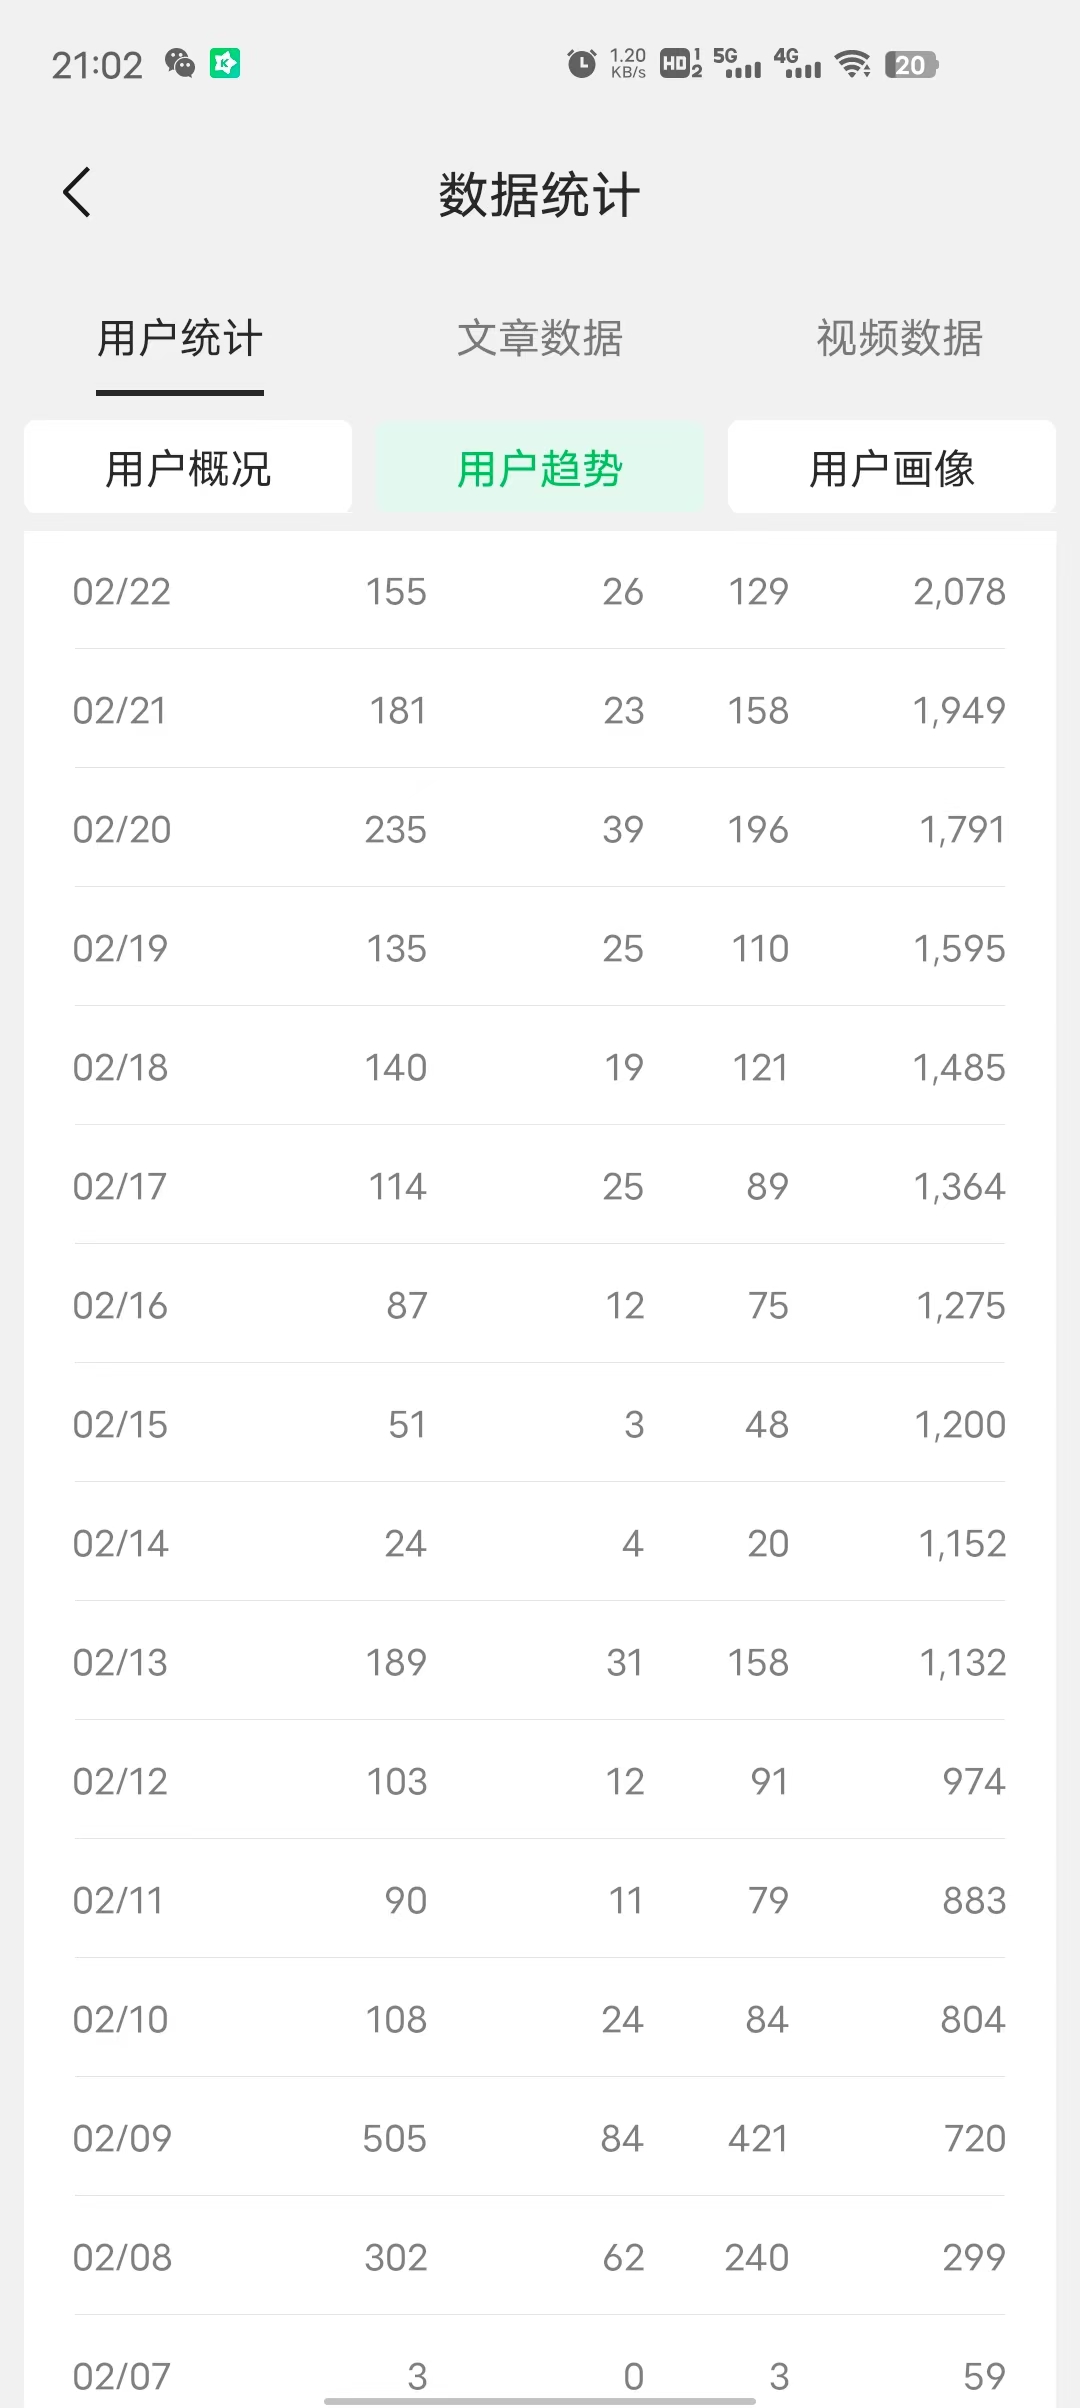 21:02 1.20 KB/s HD 1 2 5G 4G 20
数据统计
用户统计 文章数据 视频数据
用户概况 用户趋势 用户画像
02/22 155 26 129 2,078
02/21 181 23 158 1,949
02/20 235 39 196 1,791
02/19 135 25 110 1,595
02/18 140 19 121 1,485
02/17 114 25 89 1,364
02/16 87 12 75 1,275
02/15 51 3 48 1,200
02/14 24 4 20 1,152
02/13 189 31 158 1,132
02/12 103 12 91 974
02/11 90 11 79 883
02/10 108 24 84 804
02/09 505 84 421 720
02/08 302 62 240 299
02/07 3 0 3 59